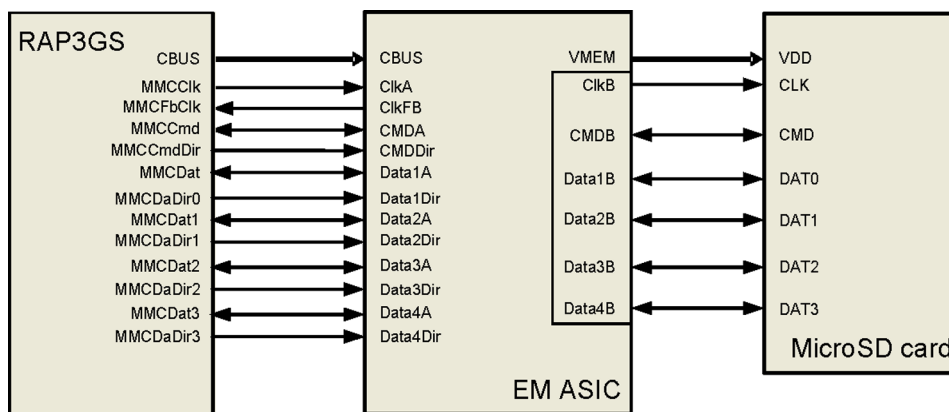 RAP3GS
CBUS CBUS VMEM VDD
MMCClk ClkA ClkB CLK
MMCFbClk ClkFB
MMCCmd CMDA CMDB CMD
MMCCmdDir CMDDir
MMCDat Data1A Data1B DAT0
MMCDaDir0 Data1Dir
MMCDat1 Data2A Data2B DAT1
MMCDaDir1 Data2Dir
MMCDat2 Data3A Data3B DAT2
MMCDaDir2 Data3Dir
MMCDat3 Data4A Data4B DAT3
MMCDaDir3 Data4Dir
MicroSD card
EM ASIC